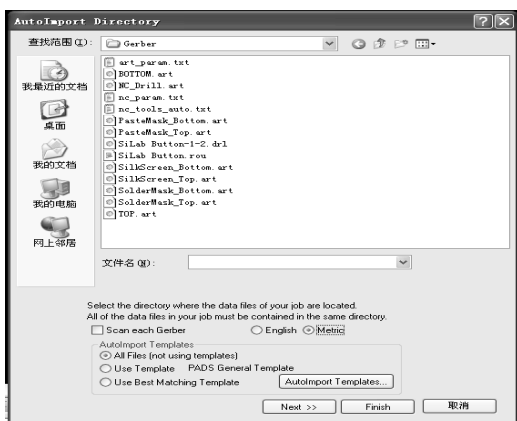 AutoImport Directory
查找范围(I):
Gerber
我最近的文档
桌面
我的文档
我的电脑
网上邻居
art_param.txt
BOTTOM.art
NC_Drill.art
nc_param.txt
nc_tools_auto.txt
PasteMask_Bottom.art
PasteMask_Top.art
SiLab Button-1-2.drl
SiLab Button.rou
SilkScreen_Bottom.art
SilkScreen_Top.art
SolderMask_Bottom.art
SolderMask_Top.art
TOP.art
文件名(N):
Select the directory where the data files of your job are located.
All of the data files in your job must be contained in the same directory.
Scan each Gerber English Metric
AutoImport Templates
All Files (not using templates)
Use Template PADS General Template
Use Best Matching Template AutoImport Templates...
Next >> Finish 取消